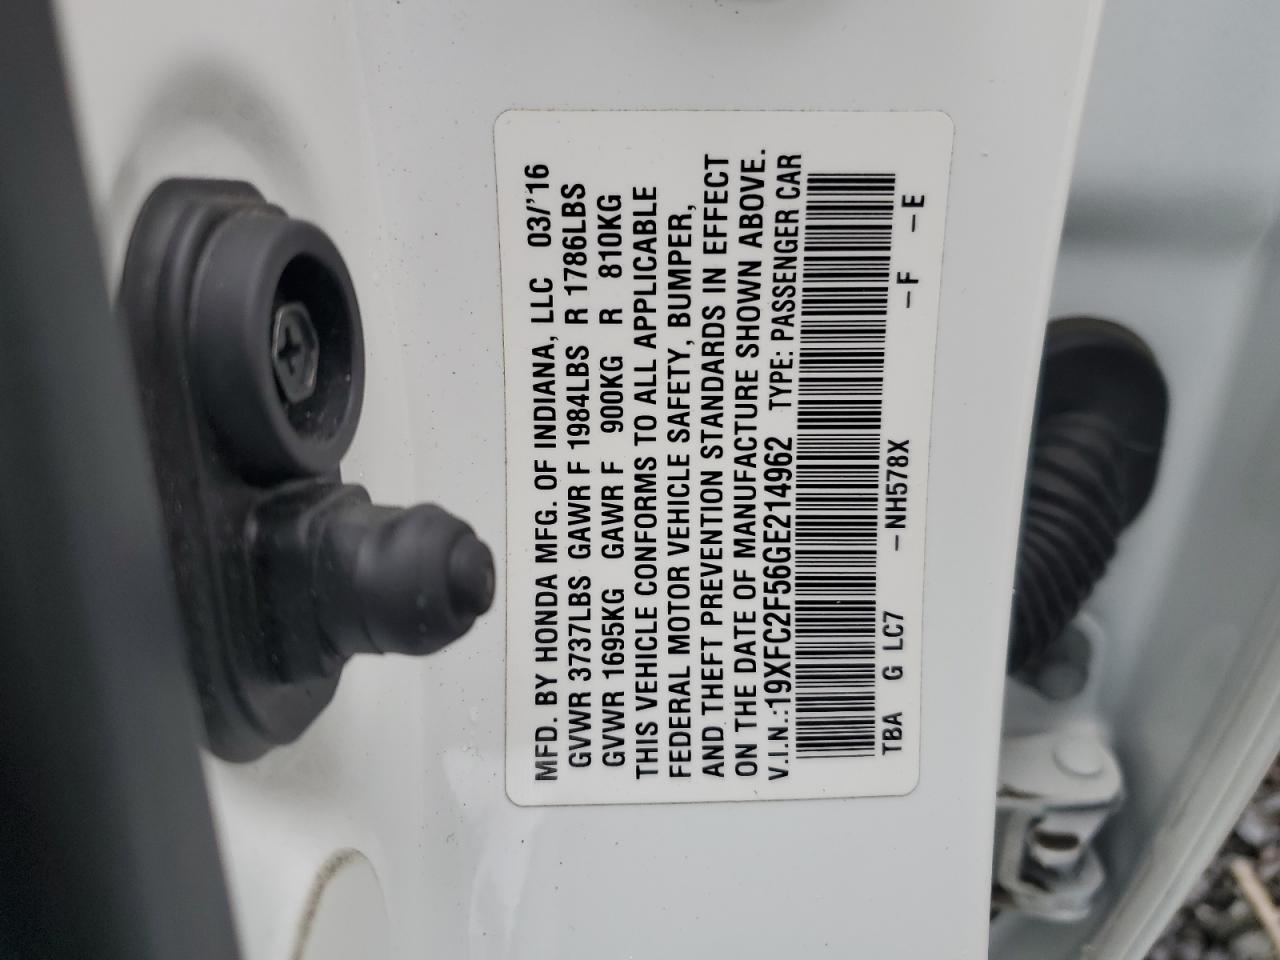 MFD. BY HONDA MFG. OF INDIANA, LLC 03/'16
GVWR 3737LBS GAWR F 1984LBS R 1786LBS
GVWR 1695KG GAWR F 900KG R 810KG
THIS VEHICLE CONFORMS TO ALL APPLICABLE
FEDERAL MOTOR VEHICLE SAFETY, BUMPER,
AND THEFT PREVENTION STANDARDS IN EFFECT
ON THE DATE OF MANUFACTURE SHOWN ABOVE.
V.I.N.:19XFC2F56GE214962 TYPE: PASSENGER CAR
TBA G LC7 -NH578X -F -E